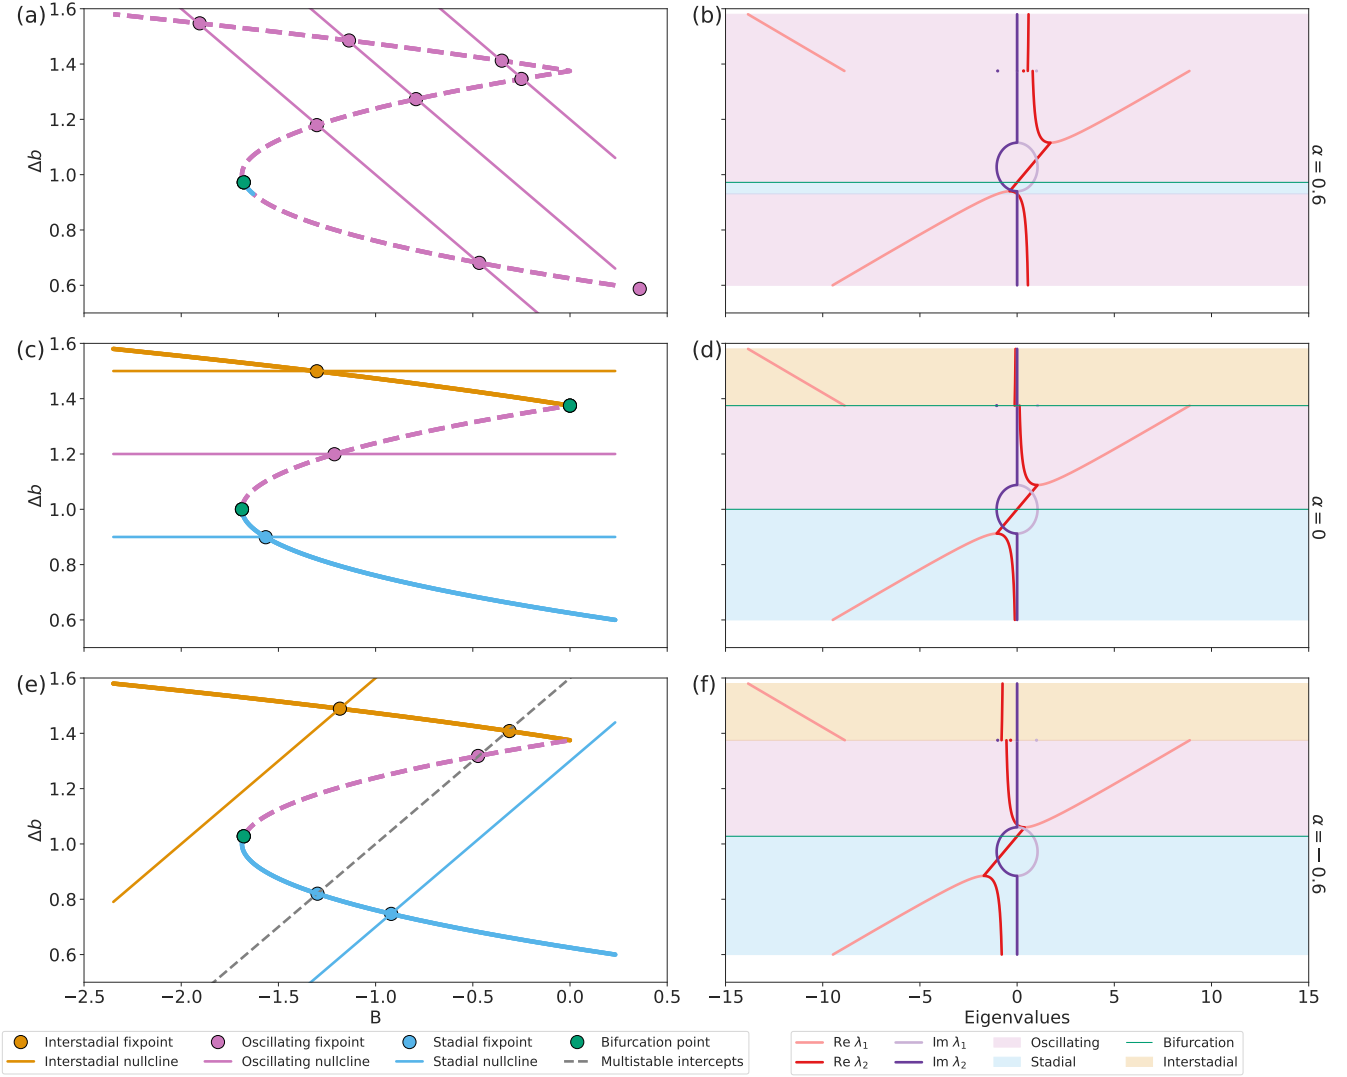 (a)
1.6
1.4
1.2
1.0
0.8
0.6
Δb
(b)
α = 0.6
(c)
1.6
1.4
1.2
1.0
0.8
0.6
Δb
(d)
α = 0
(e)
1.6
1.4
1.2
1.0
0.8
0.6
Δb
−2.5 −2.0 −1.5 −1.0 −0.5 0.0 0.5
B
(f)
α = −0.6
−15 −10 −5 0 5 10 15
Eigenvalues
Interstadial fixpoint Oscillating fixpoint Stadial fixpoint Bifurcation point
Interstadial nullcline Oscillating nullcline Stadial nullcline Multistable intercepts
Re λ₁ Im λ₁ Oscillating Bifurcation
Re λ₂ Im λ₂ Stadial Interstadial